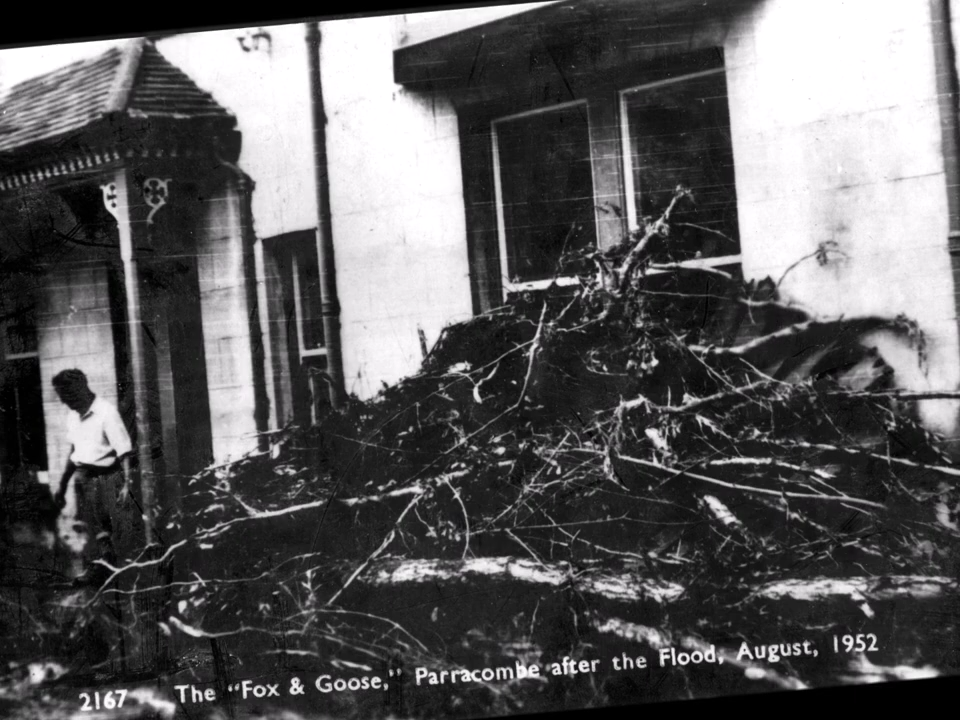 2167 The "Fox & Goose," Parracombe after the Flood, August, 1952